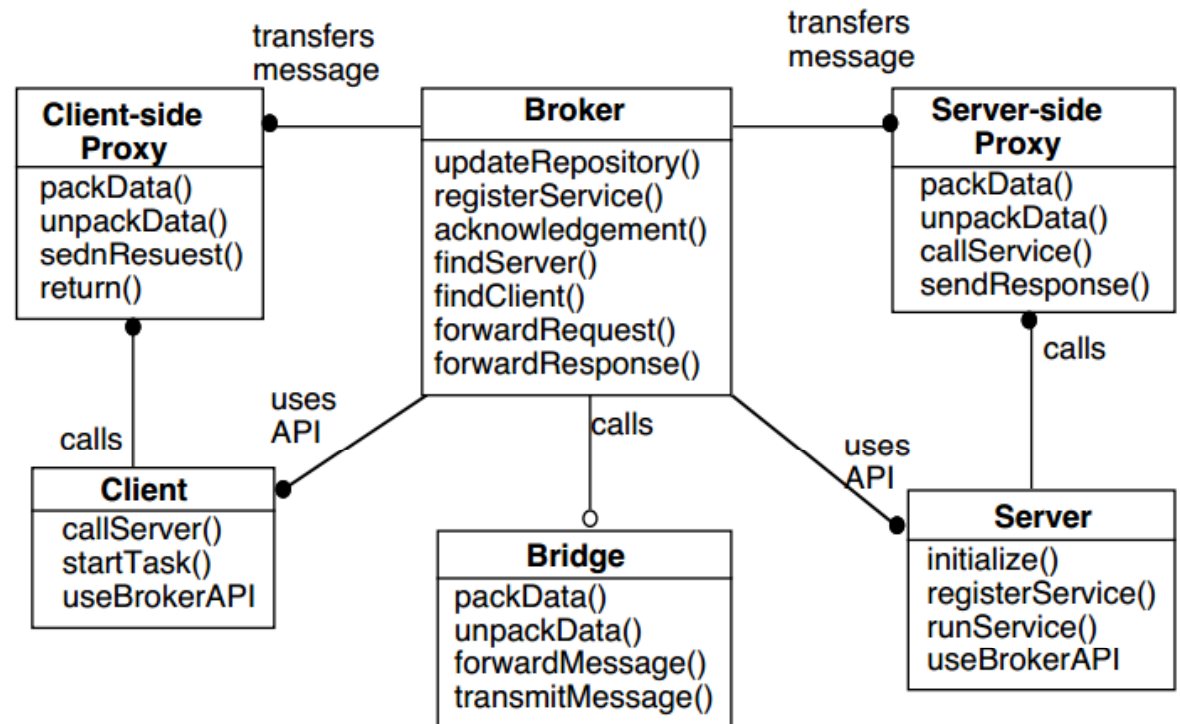 transfers
message
transfers
message
Client-side
Proxy
packData()
unpackData()
sednResuest()
return()
Broker
updateRepository()
registerService()
acknowledgement()
findServer()
findClient()
forwardRequest()
forwardResponse()
Server-side
Proxy
packData()
unpackData()
callService()
sendResponse()
calls
uses
API
calls
uses
API
calls
Client
callServer()
startTask()
useBrokerAPI
Bridge
packData()
unpackData()
forwardMessage()
transmitMessage()
Server
initialize()
registerService()
runService()
useBrokerAPI